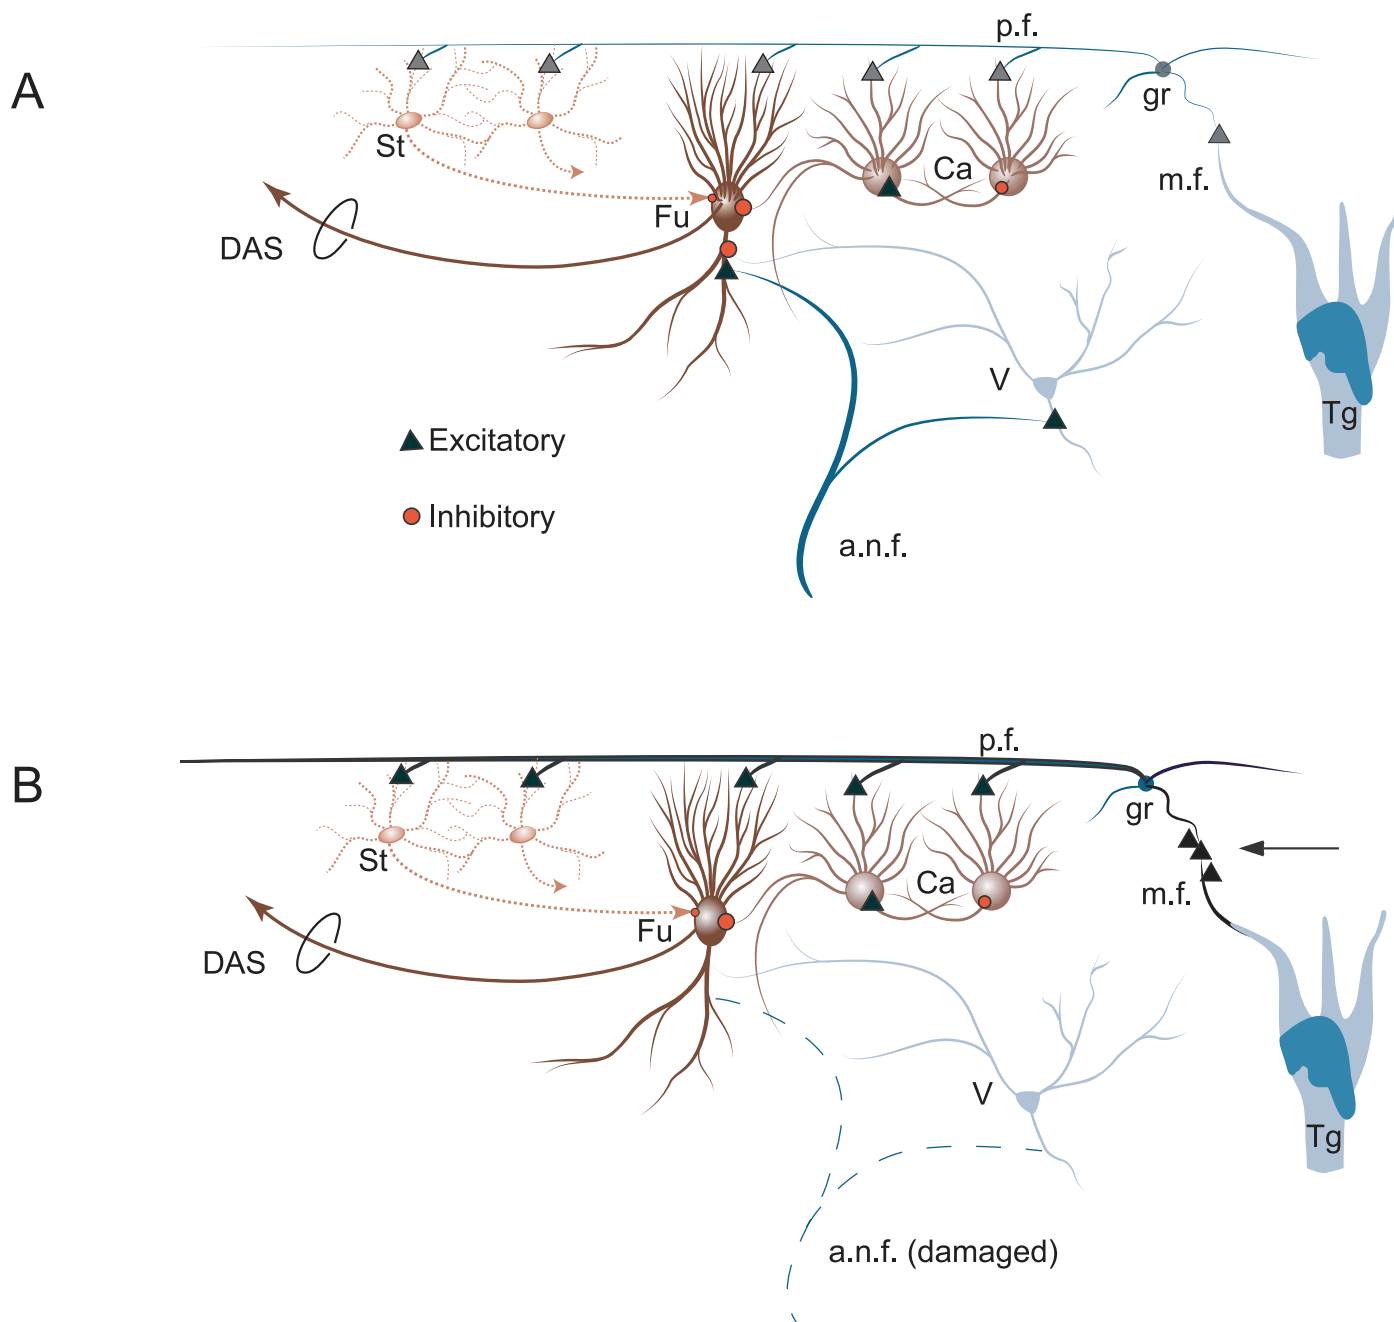 A
p.f.
gr
St
Ca
m.f.
Fu
DAS
V
Tg
Excitatory
Inhibitory
a.n.f.
B
p.f.
gr
St
Ca
m.f.
Fu
DAS
V
Tg
a.n.f. (damaged)